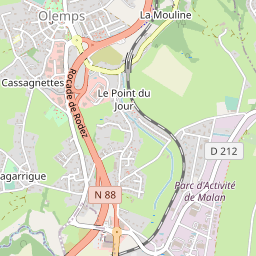 La Mouline
Olemps
Cassagnettes
Rocade de Rodez
Le Point du
Jour
D 212
agarrigue
Parc d'Activité
de Malan
N 88